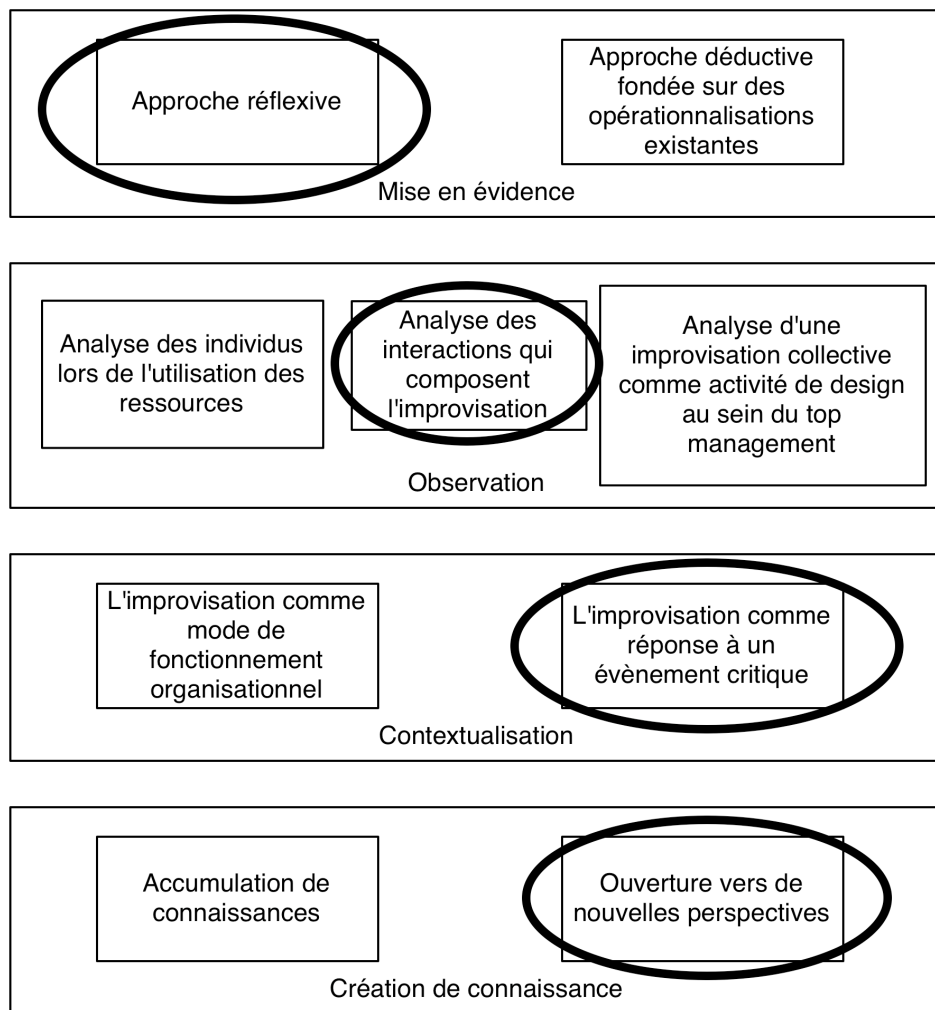 Approche réflexive
Approche déductive
fondée sur des
opérationnalisations
existantes
Mise en évidence
Analyse des individus
lors de l'utilisation des
ressources
Analyse des
interactions qui
composent
l'improvisation
Analyse d'une
improvisation collective
comme activité de design
au sein du top
management
Observation
L'improvisation comme
mode de
fonctionnement
organisationnel
L'improvisation comme
réponse à un
évènement critique
Contextualisation
Accumulation de
connaissances
Ouverture vers de
nouvelles perspectives
Création de connaissance